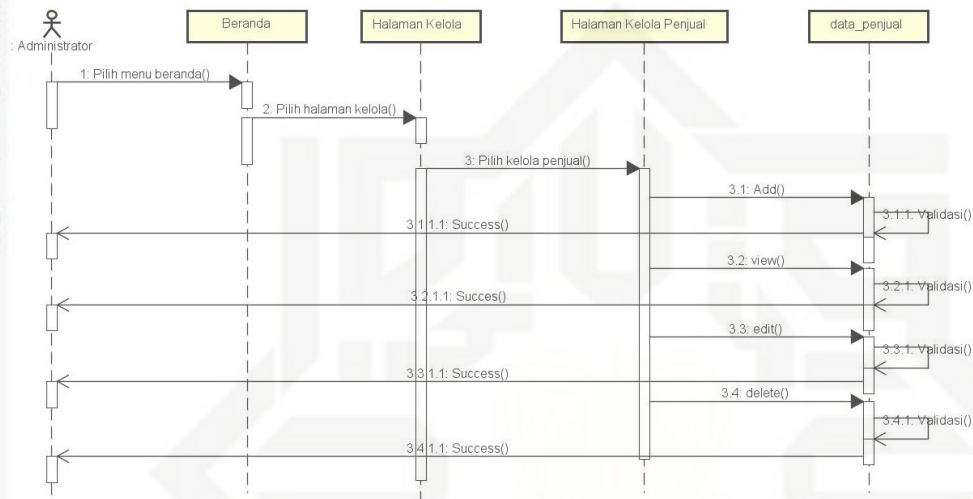 Beranda
Halaman Kelola
Halaman Kelola Penjual
data_penjual
: Administrator
1: Pilih menu beranda()
2: Pilih halaman kelola()
3: Pilih kelola penjual()
3.1: Add()
3.1.1: Validasi()
3.1.1.1: Success()
3.2: view()
3.2.1: Validasi()
3.2.1.1: Succes()
3.3: edit()
3.3.1: Validasi()
3.3.1.1: Success()
3.4: delete()
3.4.1: Validasi()
3.4.1.1: Success()